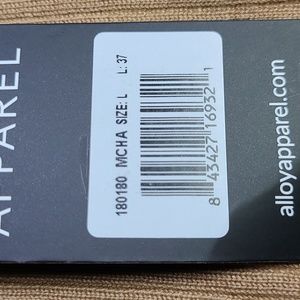 APPAREL
180180 MCHA SIZE: L L: 37
8 43427 16932 1
alloyapparel.com